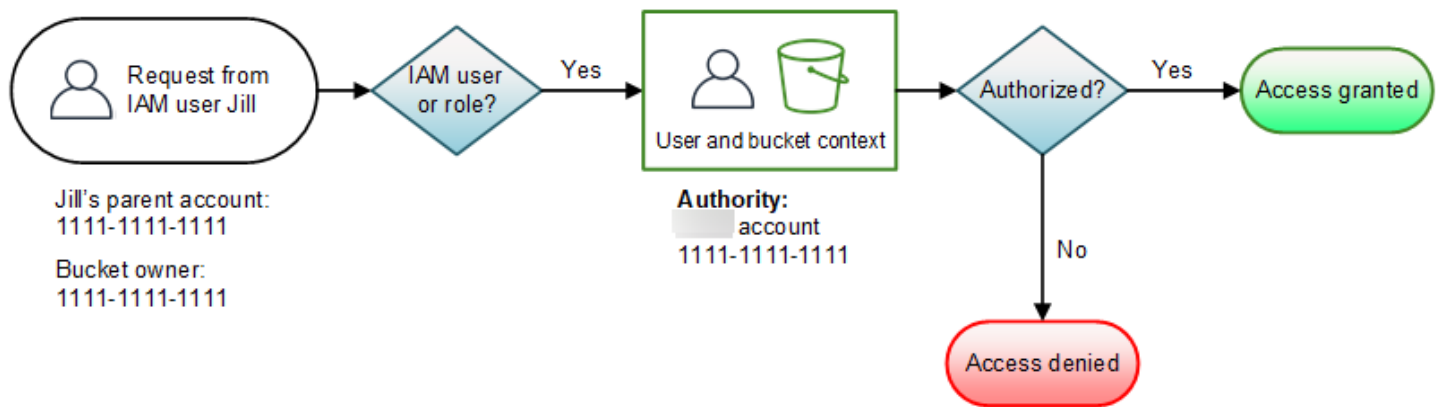 Request from
IAM user Jill
IAM user
or role?
Yes
User and bucket context
Authorized?
Yes
Access granted
Jill's parent account:
1111-1111-1111
Bucket owner:
1111-1111-1111
Authority:
account
1111-1111-1111
No
Access denied